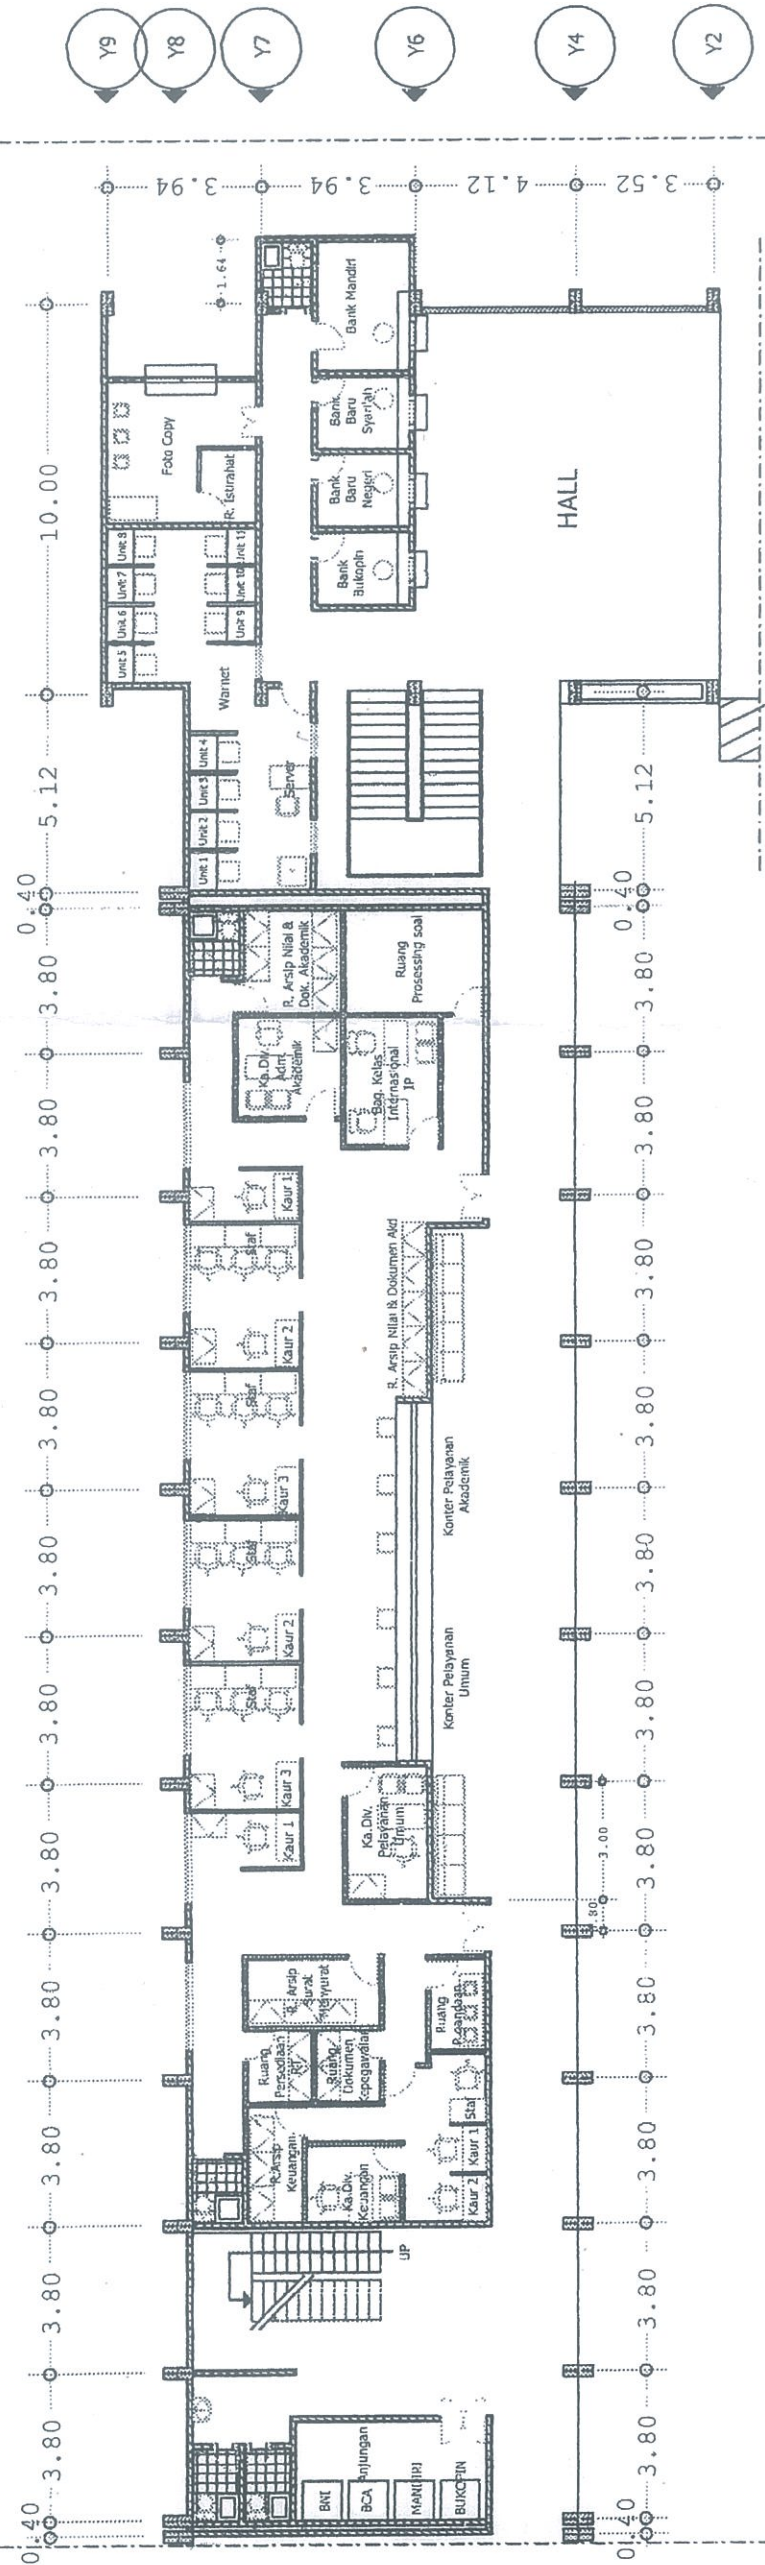 Y9
Y8
Y7
Y6
Y4
Y2
3.94
3.94
4.12
3.52
1.64
10.00
5.12
0.40
3.80
3.80
3.80
3.80
3.80
3.80
3.80
3.80
3.80
3.80
3.80
0.40
Foto Copy
R. Istirahat
Bank Mandiri
Bank
Baru
Syari'ah
Bank
Baru
Negeri
Bank
Bukopin
HALL
Unit 8
Unit 7
Unit 6
Unit 5
Unit 11
Unit 10
Unit 9
Warnet
Unit 4
Unit 3
Unit 2
Unit 1
Server
R. Arsip Nilai &
Dok. Akademik
Ruang
Prosessing soal
Ka.Div.
Adm
Akademik
Bag. Kelas
Internasional
IP
Kaur 1
Staf
Kaur 2
Staf
Kaur 3
Staf
Kaur 2
Staf
Kaur 3
Kaur 1
R. Arsip Nilai & Dokumen Akd
Konter Pelayanan
Akademik
Konter Pelayanan
Umum
Ka.Div.
Pelayanan
Umum
R. Arsip
Surat
Menyurat
Ruang
Persediaan
Ruang
Dokumen
Kepegawaian
Ruang
R.Arsip
Keuangan
Ka.Div.
Keuangan
Staf
Kaur 1
Kaur 2
UP
Anjungan
BNI
BCA
MANDIRI
BUKOPIN
5.12
0.40
3.80
3.80
3.80
3.80
3.80
3.80
3.80
3.00
.80
3.80
3.80
3.80
3.80
0.40